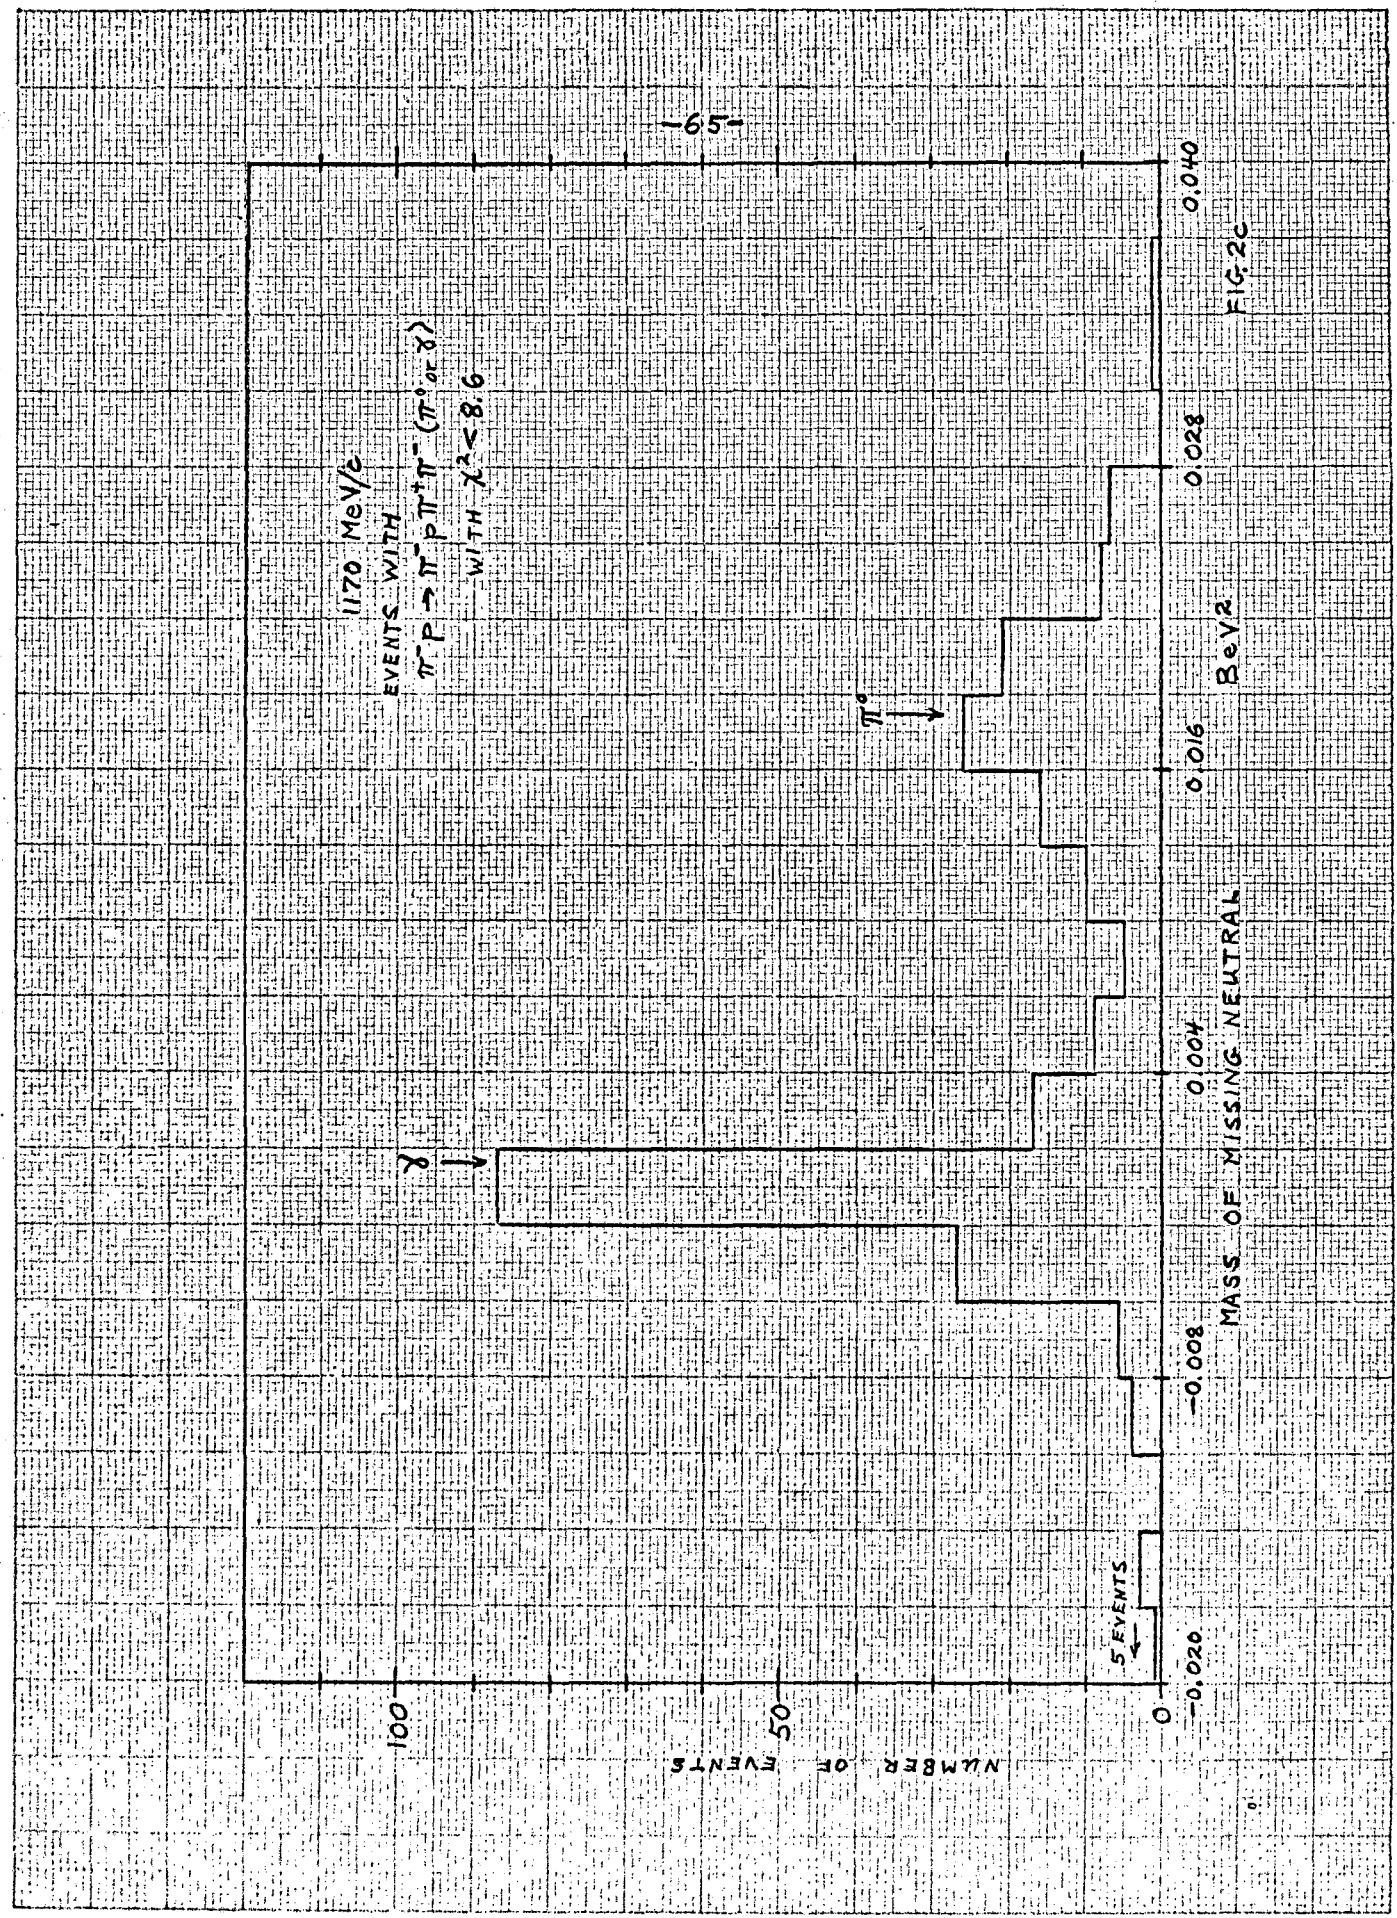 -65-
1170 MeV/c
EVENTS WITH
π⁻p → π⁻pπ⁺π⁻ (π⁰ or γ)
WITH χ² < 8.6
γ
π⁰
NUMBER OF EVENTS
100
50
0
5 EVENTS
-0.020
-0.008
0.004
0.016
0.028
0.040
MASS OF MISSING NEUTRAL BeV²
FIG. 2c